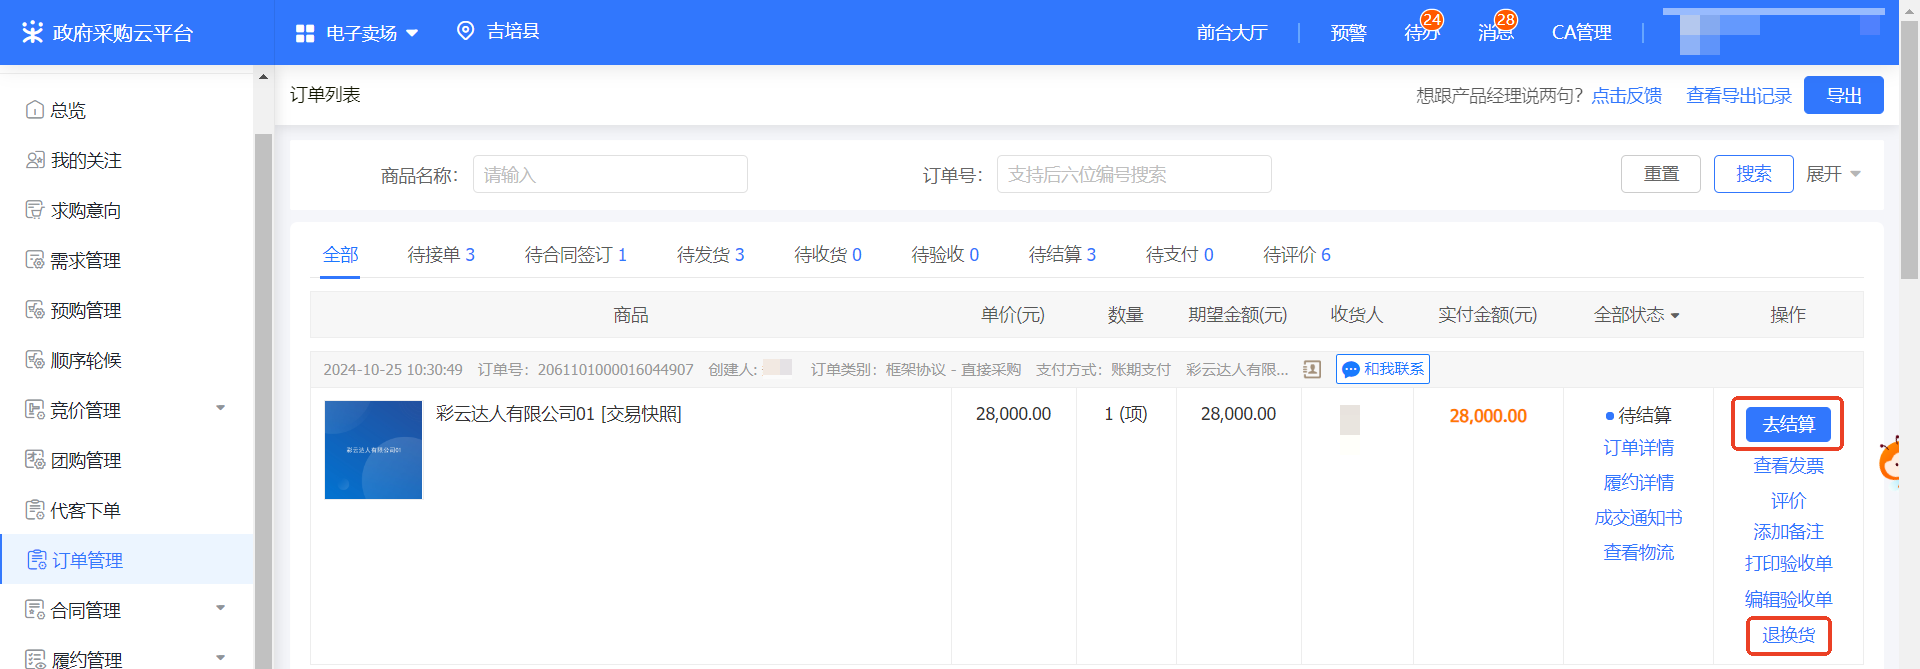 政府采购云平台
电子卖场
吉培县
前台大厅
预警
待办 24
消息 28
CA管理
总览
我的关注
求购意向
需求管理
预购管理
顺序轮候
竞价管理
团购管理
代客下单
订单管理
合同管理
履约管理
订单列表
想跟产品经理说两句? 点击反馈 查看导出记录 导出
商品名称: 请输入 订单号: 支持后六位编号搜索 重置 搜索 展开
全部 待接单 3 待合同签订 1 待发货 3 待收货 0 待验收 0 待结算 3 待支付 0 待评价 6
商品 单价(元) 数量 期望金额(元) 收货人 实付金额(元) 全部状态 操作
2024-10-25 10:30:49 订单号: 2061101000016044907 创建人: 订单类别: 框架协议 - 直接采购 支付方式: 账期支付 彩云达人有限... 和我联系
彩云达人有限公司01
彩云达人有限公司01 [交易快照] 28,000.00 1 (项) 28,000.00 28,000.00
待结算
订单详情
履约详情
成交通知书
查看物流
去结算
查看发票
评价
添加备注
打印验收单
编辑验收单
退换货